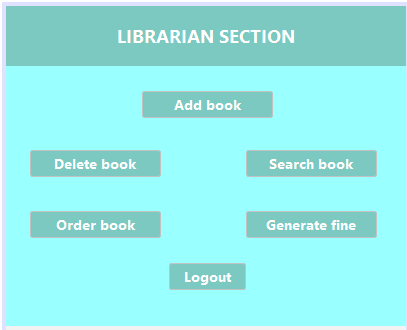 LIBRARIAN SECTION
Add book
Delete book
Search book
Order book
Generate fine
Logout